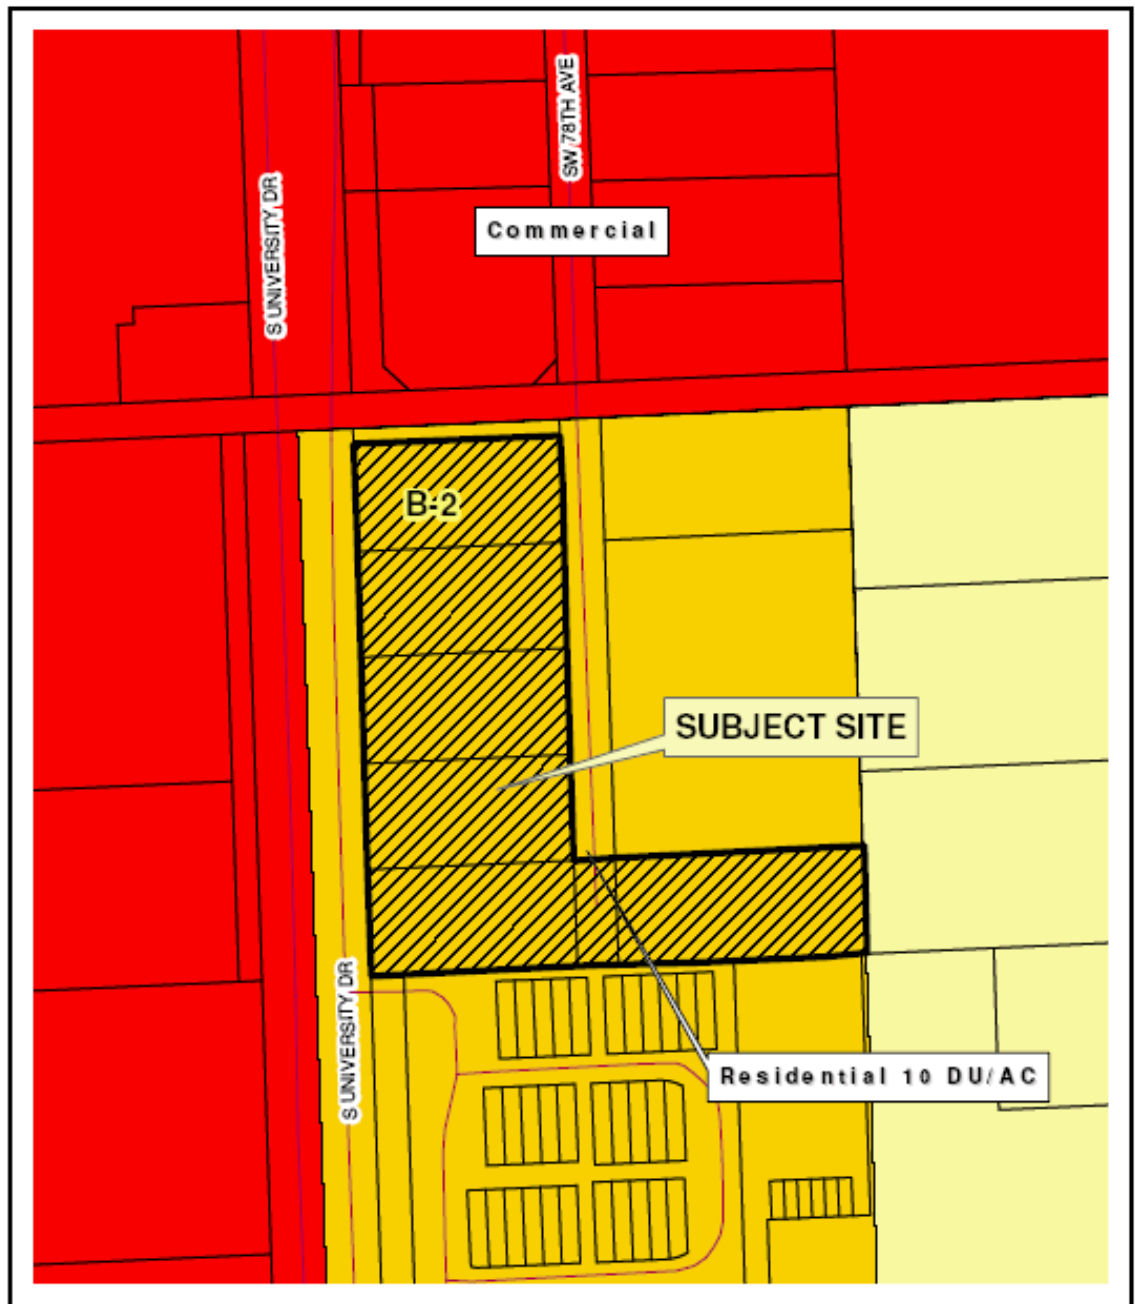 SW 78TH AVE
S UNIVERSITY DR
Commercial
B-2
SUBJECT SITE
S UNIVERSITY DR
Residential 10 DU/AC